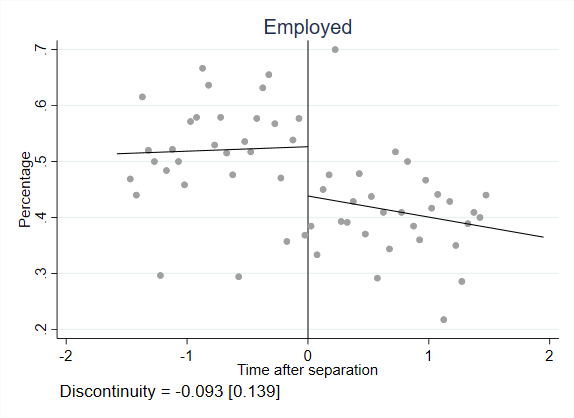 Employed
Percentage
.7
.6
.5
.4
.3
.2
-2 -1 0 1 2
Time after separation
Discontinuity = -0.093 [0.139]